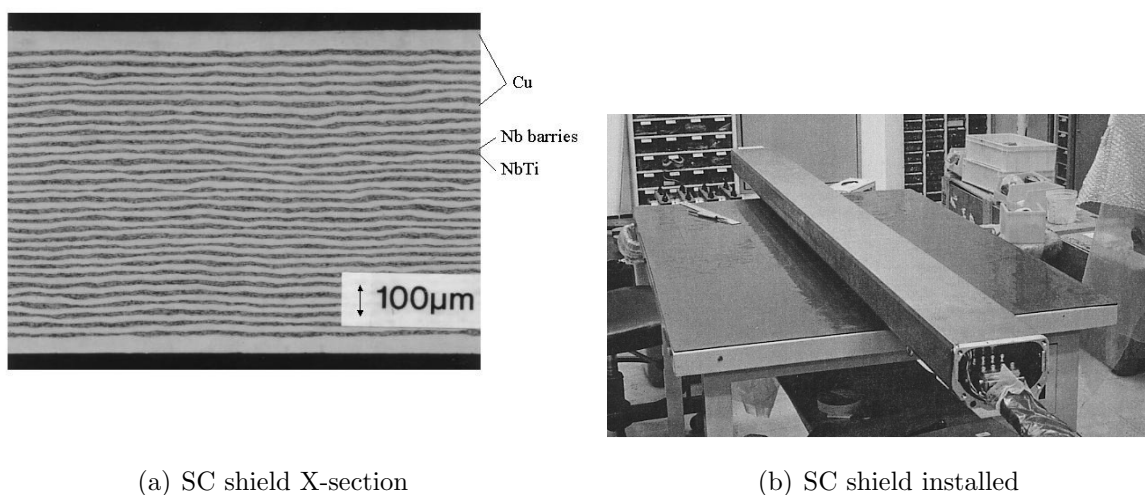 Cu
Nb barries
NbTi
100µm
(a) SC shield X-section
(b) SC shield installed